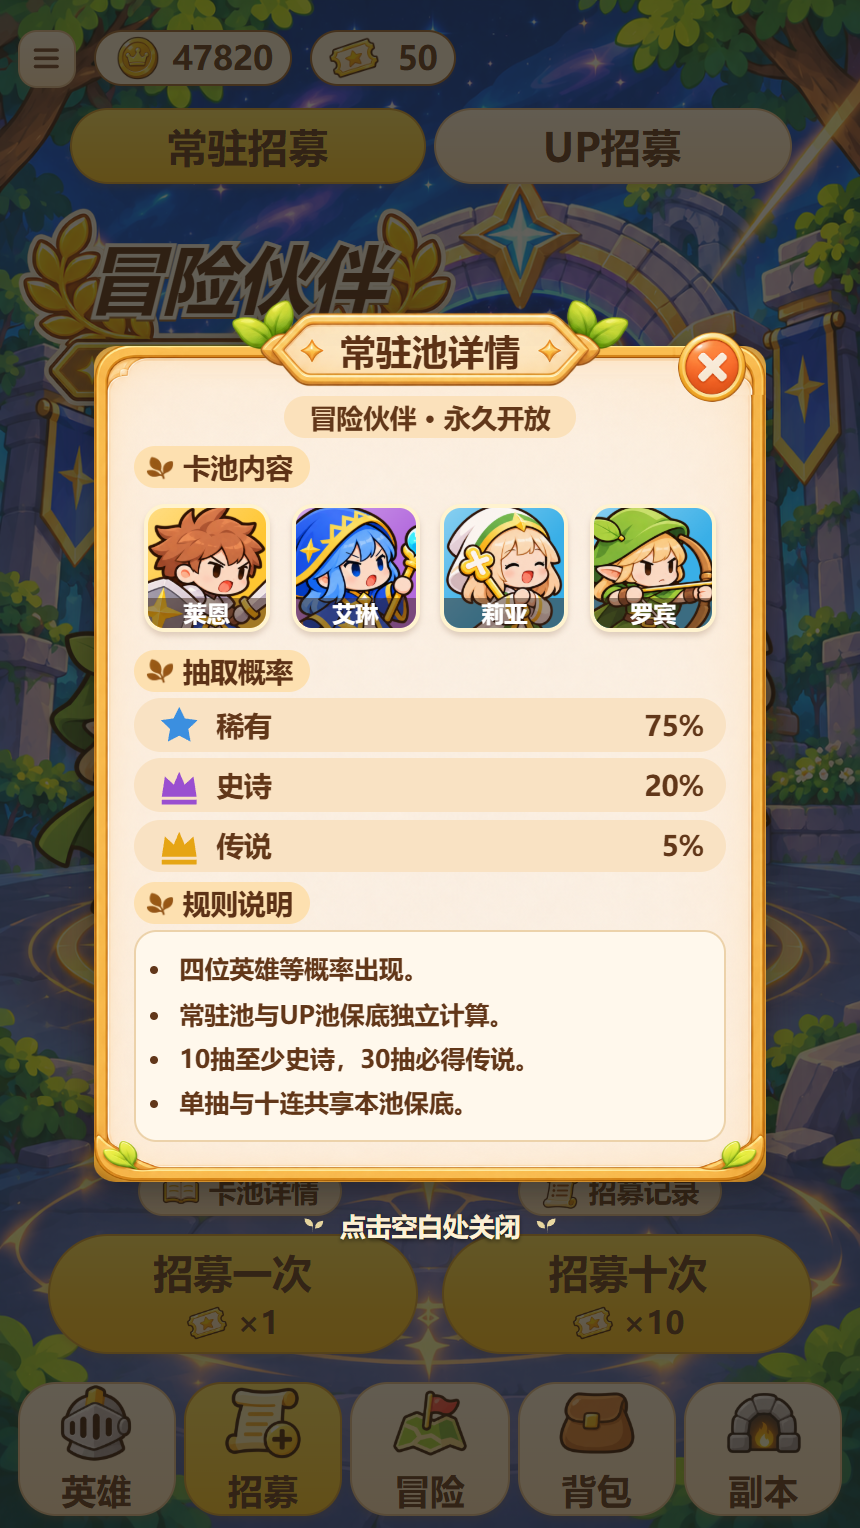 47820
50
常驻招募
UP招募
冒险伙伴
常驻池详情
冒险伙伴·永久开放
卡池内容
莱恩
艾琳
莉亚
罗宾
抽取概率
稀有 75%
史诗 20%
传说 5%
规则说明
• 四位英雄等概率出现。
• 常驻池与UP池保底独立计算。
• 10抽至少史诗，30抽必得传说。
• 单抽与十连共享本池保底。
卡池详情
招募记录
点击空白处关闭
招募一次
×1
招募十次
×10
英雄
招募
冒险
背包
副本